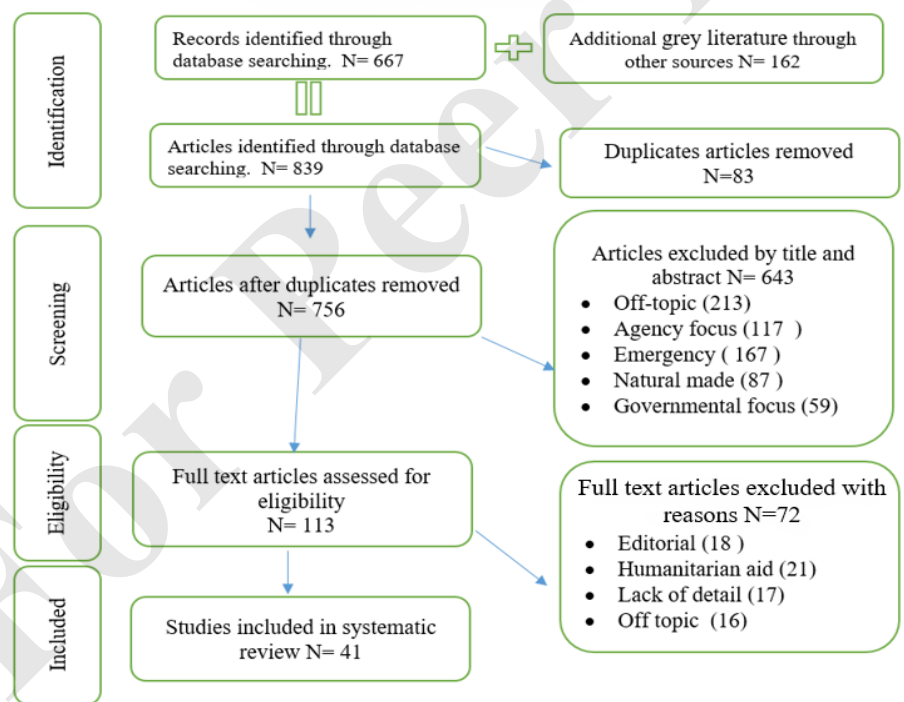 Identification
Records identified through
database searching. N= 667
Additional grey literature through
other sources N= 162
Articles identified through database
searching. N= 839
Duplicates articles removed
N=83
Screening
Articles after duplicates removed
N= 756
Articles excluded by title and
abstract N= 643
• Off-topic (213)
• Agency focus (117 )
• Emergency ( 167 )
• Natural made (87 )
• Governmental focus (59)
Eligibility
Full text articles assessed for
eligibility
N= 113
Full text articles excluded with
reasons N=72
• Editorial (18 )
• Humanitarian aid (21)
• Lack of detail (17)
• Off topic (16)
Included
Studies included in systematic
review N= 41
For Peer